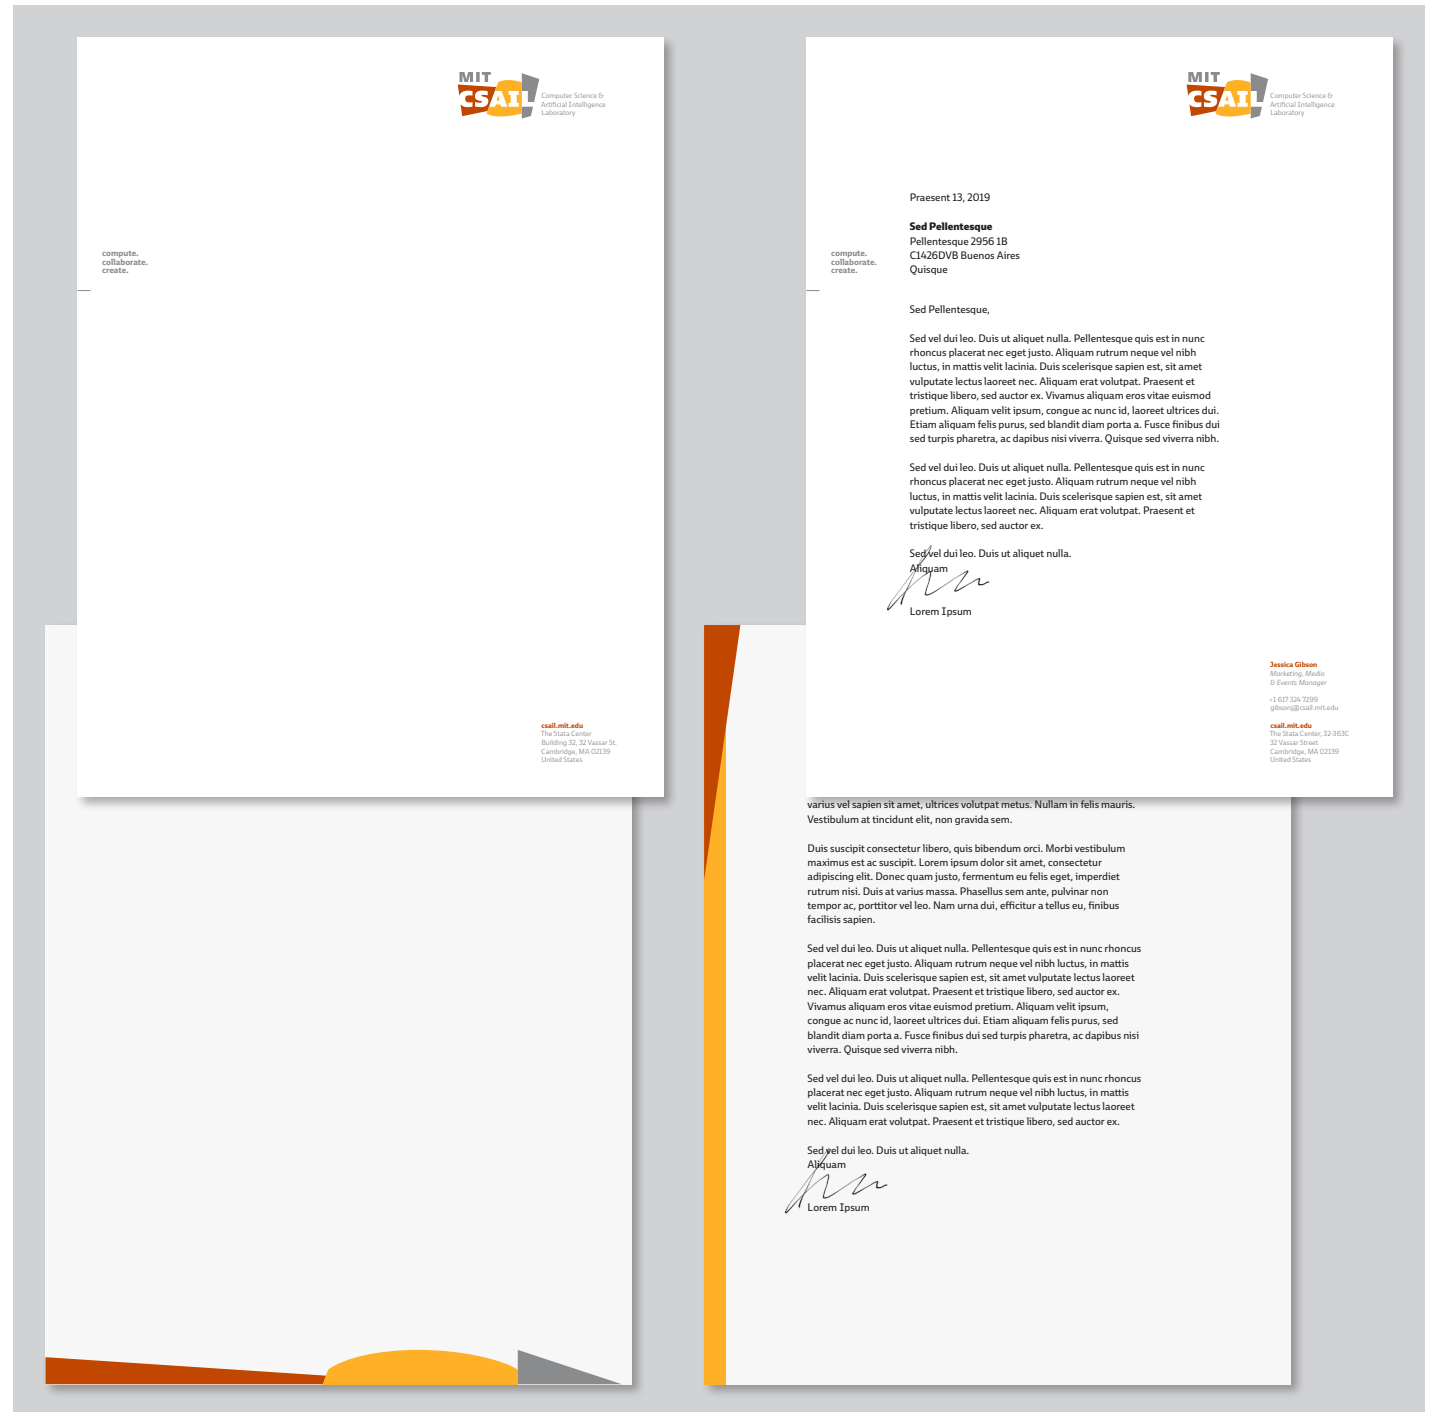 MIT
CSAIL
Computer Science &
Artificial Intelligence
Laboratory
compute.
collaborate.
create.
csail.mit.edu
The Stata Center
Building 32, 32 Vassar St.
Cambridge, MA 02139
United States
MIT
CSAIL
Computer Science &
Artificial Intelligence
Laboratory
Praesent 13, 2019
Sed Pellentesque
Pellentesque 2956 1B
C1426DVB Buenos Aires
Quisque
compute.
collaborate.
create.
Sed Pellentesque,
Sed vel dui leo. Duis ut aliquet nulla. Pellentesque quis est in nunc
rhoncus placerat nec eget justo. Aliquam rutrum neque vel nibh
luctus, in mattis velit lacinia. Duis scelerisque sapien est, sit amet
vulputate lectus laoreet nec. Aliquam erat volutpat. Praesent et
tristique libero, sed auctor ex. Vivamus aliquam eros vitae euismod
pretium. Aliquam velit ipsum, congue ac nunc id, laoreet ultrices dui.
Etiam aliquam felis purus, sed blandit diam porta a. Fusce finibus dui
sed turpis pharetra, ac dapibus nisi viverra. Quisque sed viverra nibh.
Sed vel dui leo. Duis ut aliquet nulla. Pellentesque quis est in nunc
rhoncus placerat nec eget justo. Aliquam rutrum neque vel nibh
luctus, in mattis velit lacinia. Duis scelerisque sapien est, sit amet
vulputate lectus laoreet nec. Aliquam erat volutpat. Praesent et
tristique libero, sed auctor ex.
Sed vel dui leo. Duis ut aliquet nulla.
Aliquam
Lorem Ipsum
Jessica Gibson
Marketing, Media
& Events Manager
+1 617 324 7299
gibsonj@csail.mit.edu
csail.mit.edu
The Stata Center, 32-363C
32 Vassar Street
Cambridge, MA 02139
United States
varius vel sapien sit amet, ultrices volutpat metus. Nullam in felis mauris.
Vestibulum at tincidunt elit, non gravida sem.
Duis suscipit consectetur libero, quis bibendum orci. Morbi vestibulum
maximus est ac suscipit. Lorem ipsum dolor sit amet, consectetur
adipiscing elit. Donec quam justo, fermentum eu felis eget, imperdiet
rutrum nisi. Duis at varius massa. Phasellus sem ante, pulvinar non
tempor ac, porttitor vel leo. Nam urna dui, efficitur a tellus eu, finibus
facilisis sapien.
Sed vel dui leo. Duis ut aliquet nulla. Pellentesque quis est in nunc rhoncus
placerat nec eget justo. Aliquam rutrum neque vel nibh luctus, in mattis
velit lacinia. Duis scelerisque sapien est, sit amet vulputate lectus laoreet
nec. Aliquam erat volutpat. Praesent et tristique libero, sed auctor ex.
Vivamus aliquam eros vitae euismod pretium. Aliquam velit ipsum,
congue ac nunc id, laoreet ultrices dui. Etiam aliquam felis purus, sed
blandit diam porta a. Fusce finibus dui sed turpis pharetra, ac dapibus nisi
viverra. Quisque sed viverra nibh.
Sed vel dui leo. Duis ut aliquet nulla. Pellentesque quis est in nunc rhoncus
placerat nec eget justo. Aliquam rutrum neque vel nibh luctus, in mattis
velit lacinia. Duis scelerisque sapien est, sit amet vulputate lectus laoreet
nec. Aliquam erat volutpat. Praesent et tristique libero, sed auctor ex.
Sed vel dui leo. Duis ut aliquet nulla.
Aliquam
Lorem Ipsum